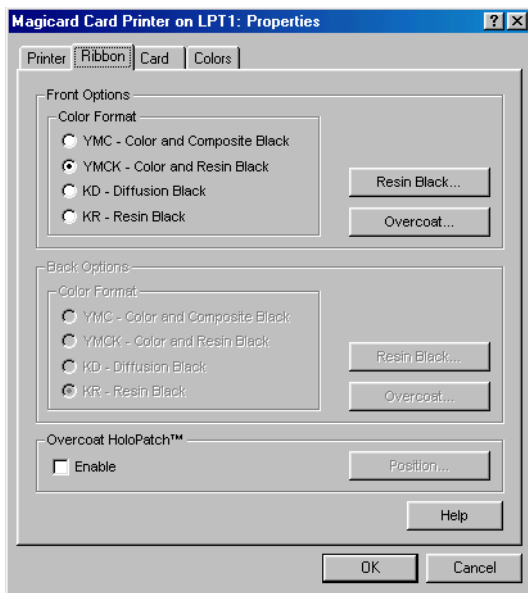 Magicard Card Printer on LPT1: Properties
Printer Ribbon Card Colors
Front Options
Color Format
YMC - Color and Composite Black
YMCK - Color and Resin Black
KD - Diffusion Black
KR - Resin Black
Resin Black...
Overcoat...
Back Options
Color Format
YMC - Color and Composite Black
YMCK - Color and Resin Black
KD - Diffusion Black
KR - Resin Black
Resin Black...
Overcoat...
Overcoat HoloPatch™
Enable
Position...
Help
OK Cancel